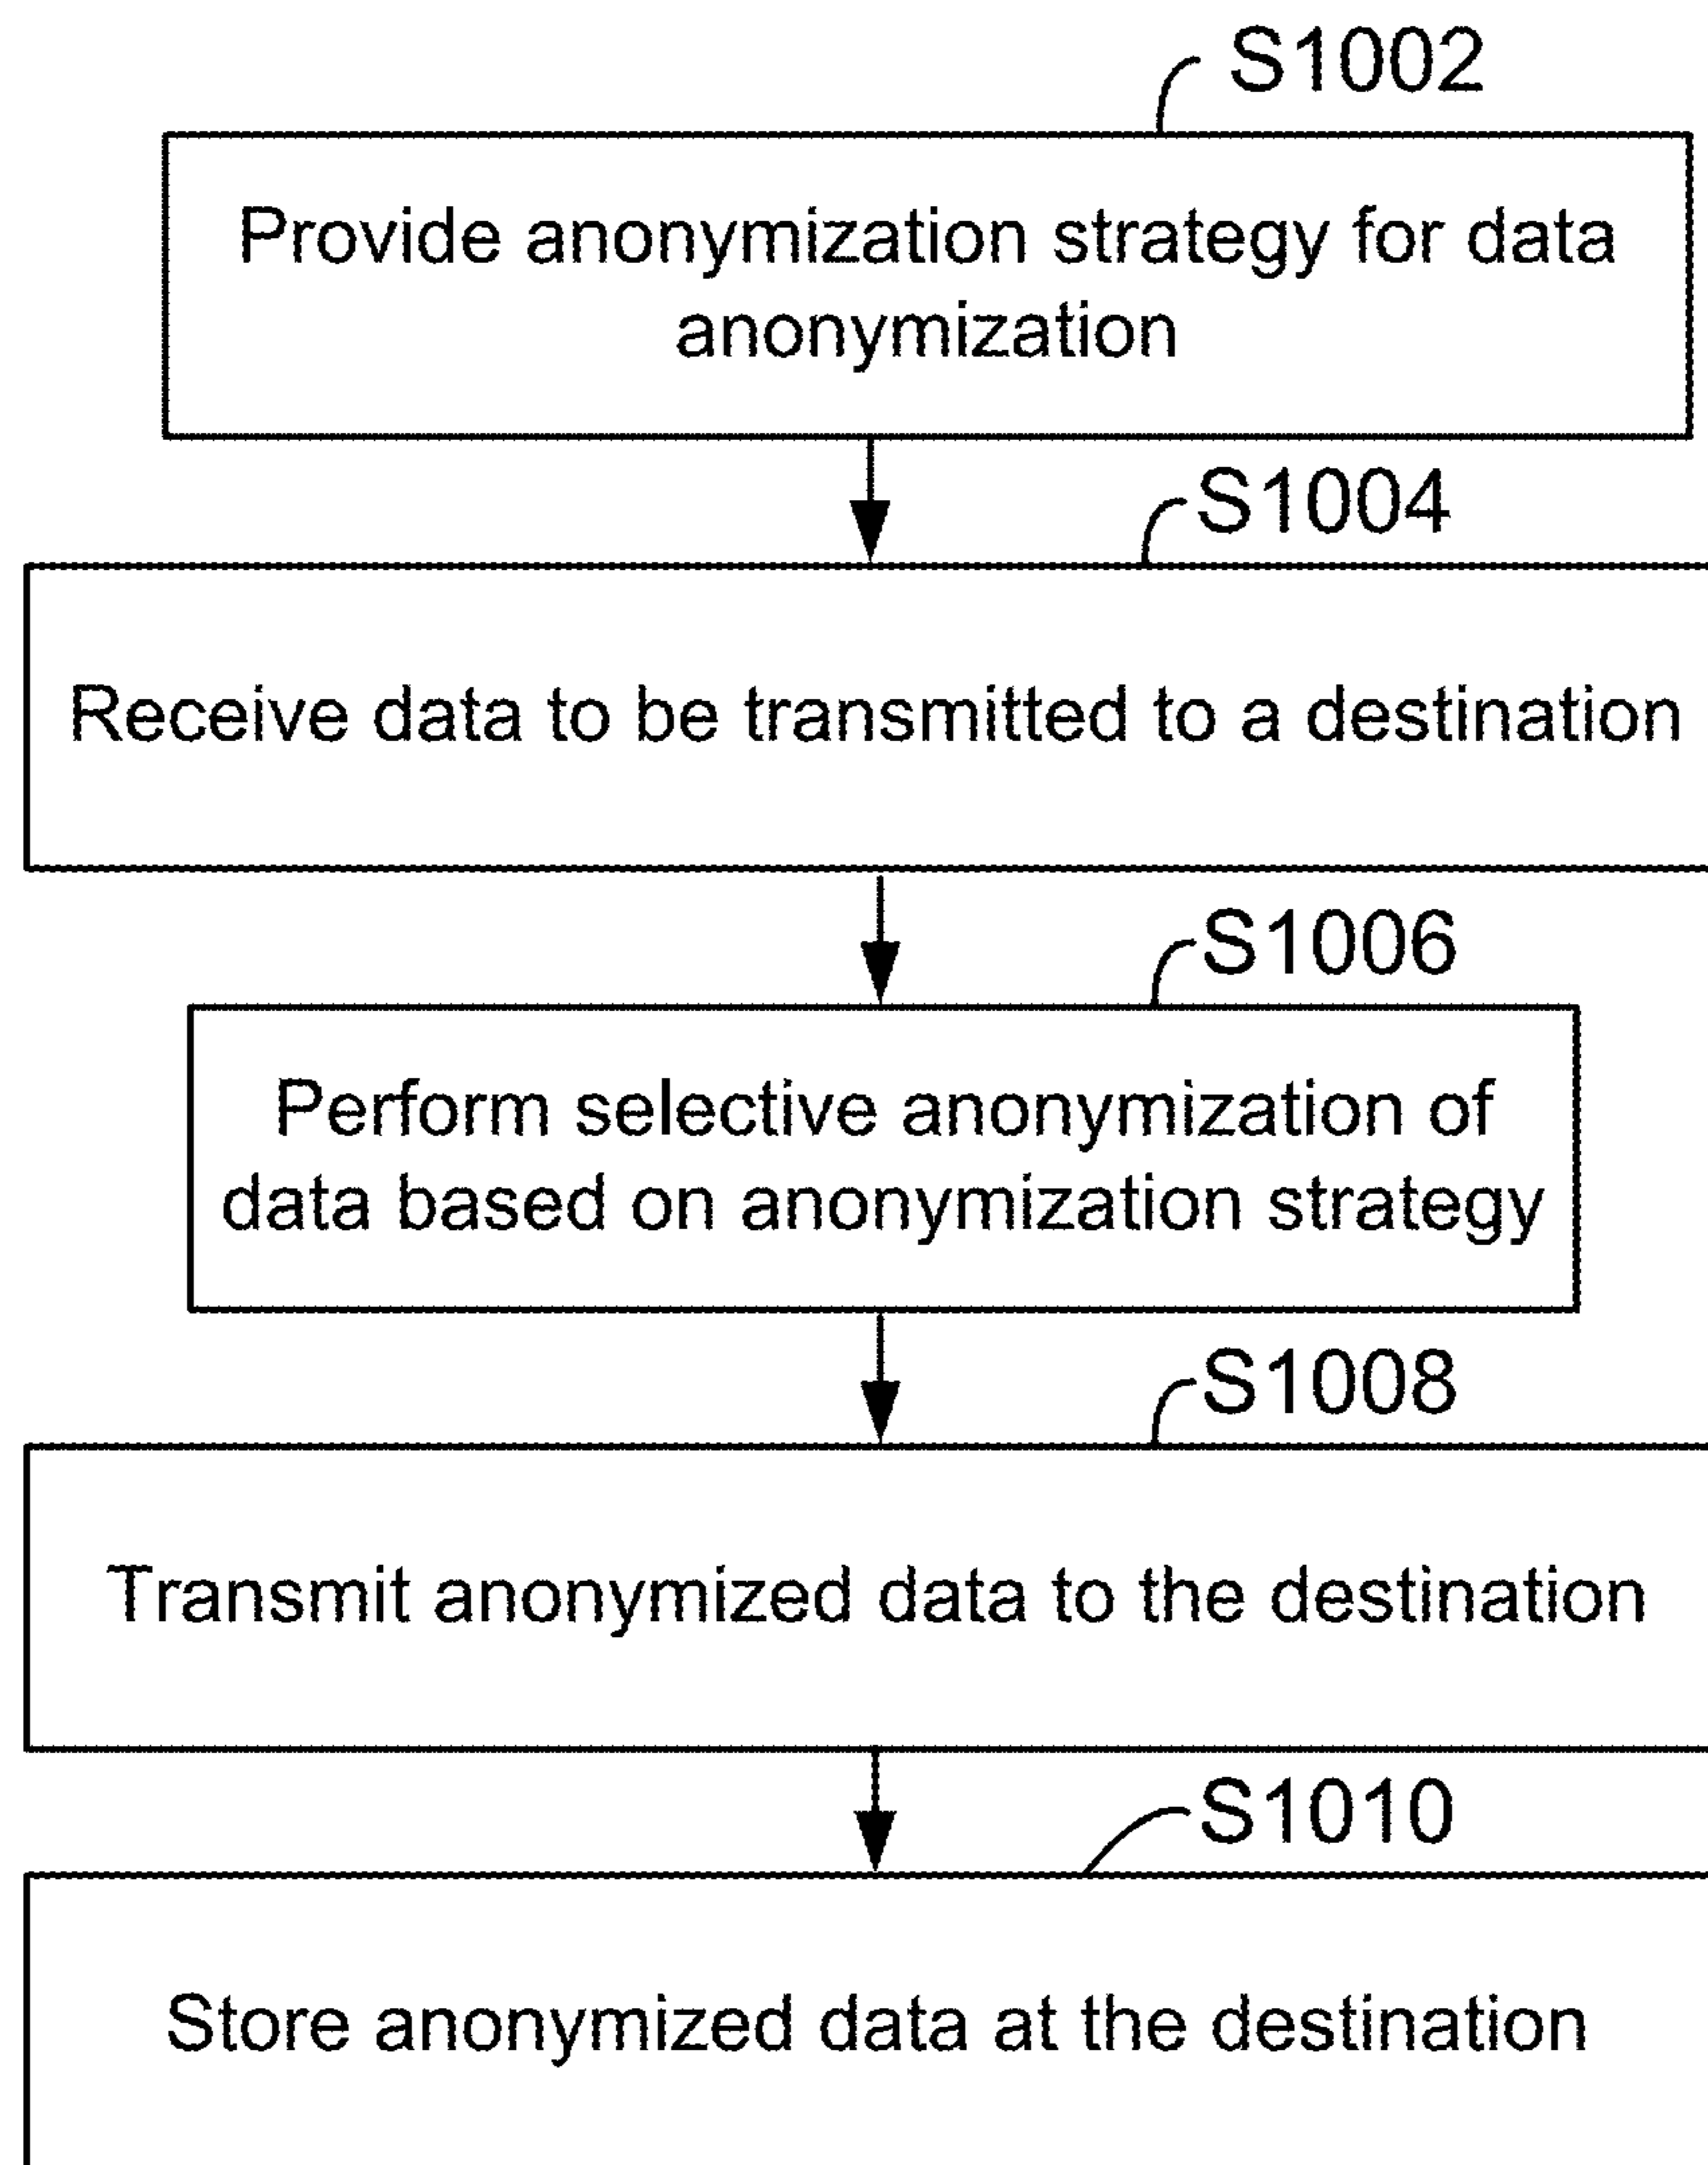 S1002
Provide anonymization strategy for data
anonymization
S1004
Receive data to be transmitted to a destination
S1006
Perform selective anonymization of
data based on anonymization strategy
S1008
Transmit anonymized data to the destination
S1010
Store anonymized data at the destination